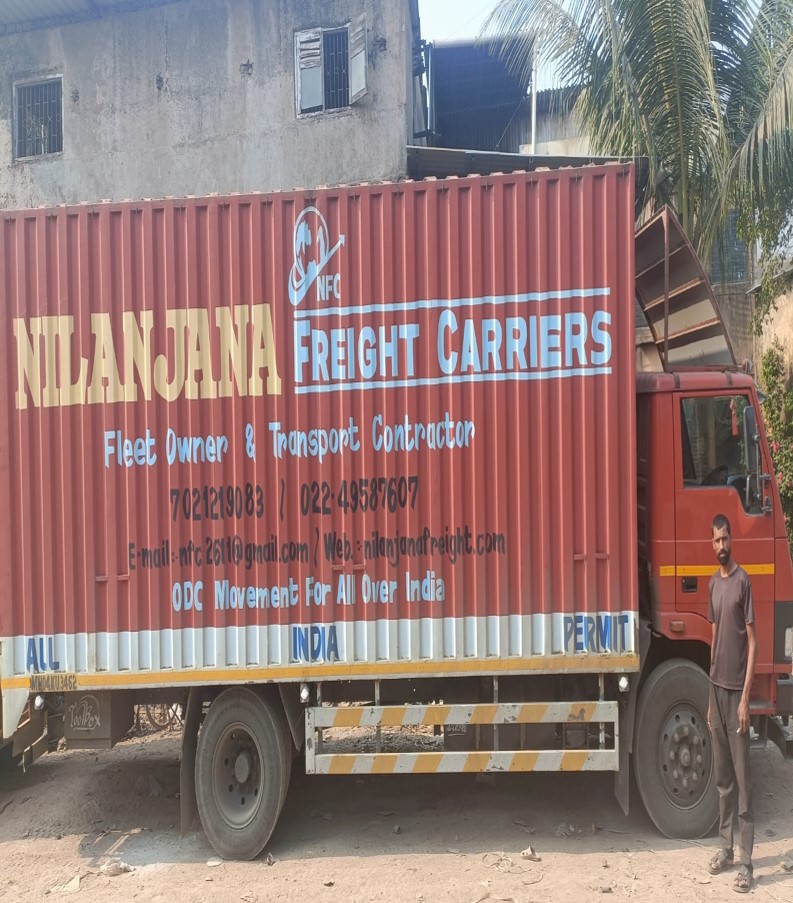 NFC
NILANJANA FREIGHT CARRIERS
Fleet Owner & Transport Contractor
7021219083 / 022-49587607
E-mail:-nfc2611@gmail.com / Web.:-nilanjanafreight.com
ODC Movement For All Over India
ALL INDIA PERMIT
ToolBox